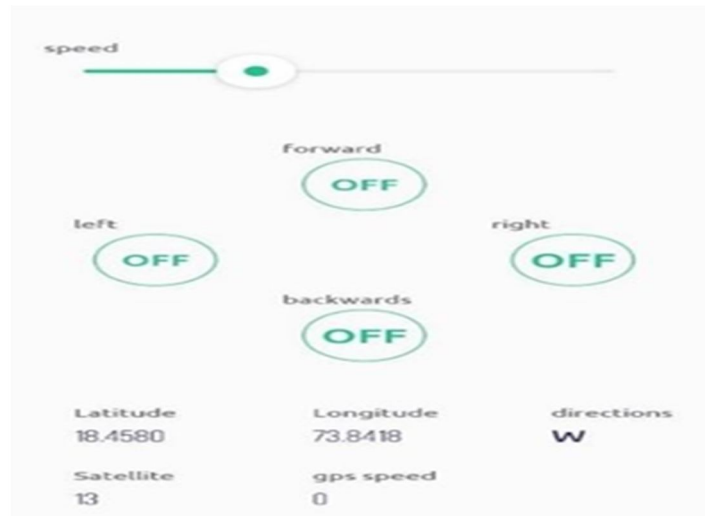 speed
forward
OFF
left right
OFF OFF
backwards
OFF
Latitude Longitude directions
18.4580 73.8418 W
Satellite gps speed
13 0